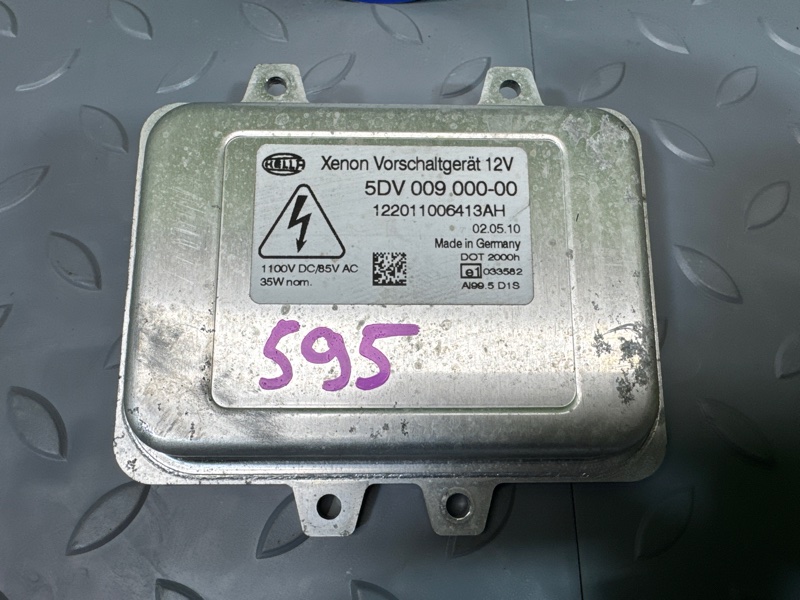 HELLA Xenon Vorschaltgerät 12V
5DV 009 000-00
122011006413AH
02.05.10
Made in Germany
DOT 2000h
e1 033582
Al99.5 D1S
1100V DC/85V AC
35W nom.
595